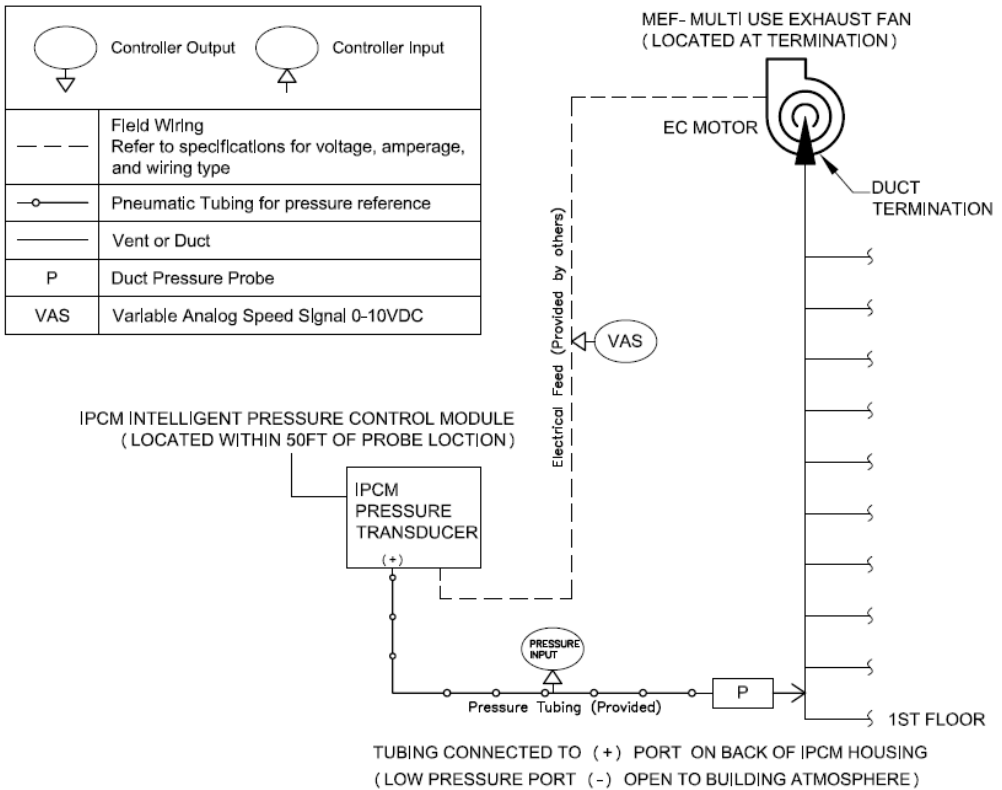 Controller Output
Controller Input
Field Wiring
Refer to specifications for voltage, amperage,
and wiring type
Pneumatic Tubing for pressure reference
Vent or Duct
P
Duct Pressure Probe
VAS
Variable Analog Speed Signal 0-10VDC
MEF- MULTI USE EXHAUST FAN
( LOCATED AT TERMINATION )
EC MOTOR
DUCT
TERMINATION
Electrical Feed (Provided by others)
VAS
IPCM INTELLIGENT PRESSURE CONTROL MODULE
( LOCATED WITHIN 50FT OF PROBE LOCTION )
IPCM
PRESSURE
TRANSDUCER
(+)
PRESSURE
INPUT
P
Pressure Tubing (Provided)
1ST FLOOR
TUBING CONNECTED TO (+) PORT ON BACK OF IPCM HOUSING
( LOW PRESSURE PORT (-) OPEN TO BUILDING ATMOSPHERE )